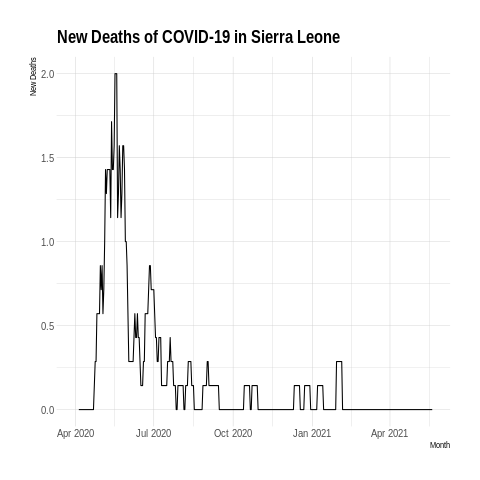 New Deaths of COVID-19 in Sierra Leone
New Deaths
2.0
1.5
1.0
0.5
0.0
Apr 2020 Jul 2020 Oct 2020 Jan 2021 Apr 2021
Month